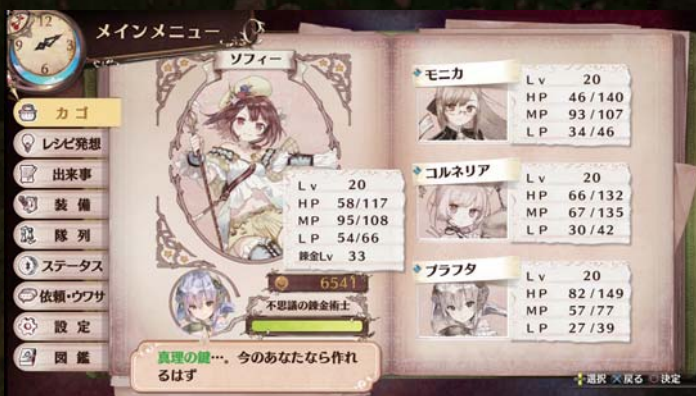 12
9
3
6
メインメニュー
カゴ
レシピ発想
出来事
装備
隊列
ステータス
依頼・ウワサ
設定
図鑑
ソフィー
Lv 20
HP 58/117
MP 95/108
LP 54/66
錬金Lv 33
6541
不思議の錬金術士
真理の鍵…。今のあなたなら作れ
るはず
モニカ
Lv 20
HP 46/140
MP 93/107
LP 34/46
コルネリア
Lv 20
HP 66/132
MP 67/135
LP 30/42
プラフタ
Lv 20
HP 82/149
MP 57/77
LP 27/39
選択 ×戻る ○決定